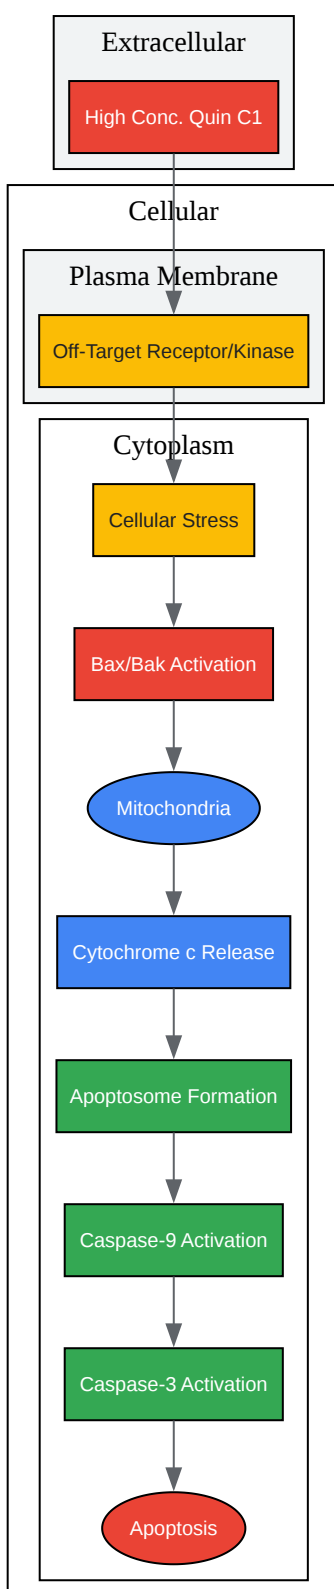 Extracellular
High Conc. Quin C1
Cellular
Plasma Membrane
Off-Target Receptor/Kinase
Cytoplasm
Cellular Stress
Bax/Bak Activation
Mitochondria
Cytochrome c Release
Apoptosome Formation
Caspase-9 Activation
Caspase-3 Activation
Apoptosis